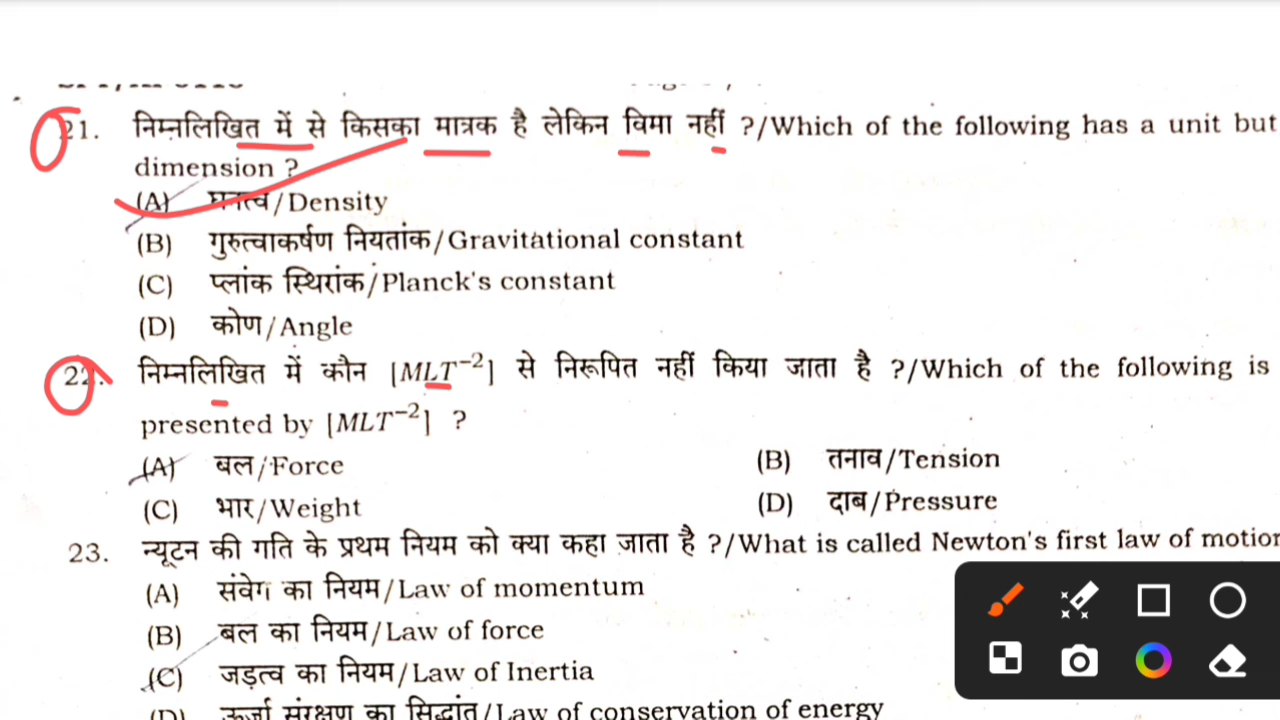 21. निम्नलिखित में से किसका मात्रक है लेकिन विमा नहीं ?/Which of the following has a unit but
dimension ?
(A) घनत्व/Density
(B) गुरुत्वाकर्षण नियतांक/Gravitational constant
(C) प्लांक स्थिरांक/Planck's constant
(D) कोण/Angle
22. निम्नलिखित में कौन [MLT⁻²] से निरूपित नहीं किया जाता है ?/Which of the following is
presented by [MLT⁻²] ?
(A) बल/Force (B) तनाव/Tension
(C) भार/Weight (D) दाब/Pressure
23. न्यूटन की गति के प्रथम नियम को क्या कहा जाता है ?/What is called Newton's first law of motion
(A) संवेग का नियम/Law of momentum
(B) बल का नियम/Law of force
(C) जड़त्व का नियम/Law of Inertia
(D) ऊर्जा संरक्षण का सिद्धांत/Law of conservation of energy